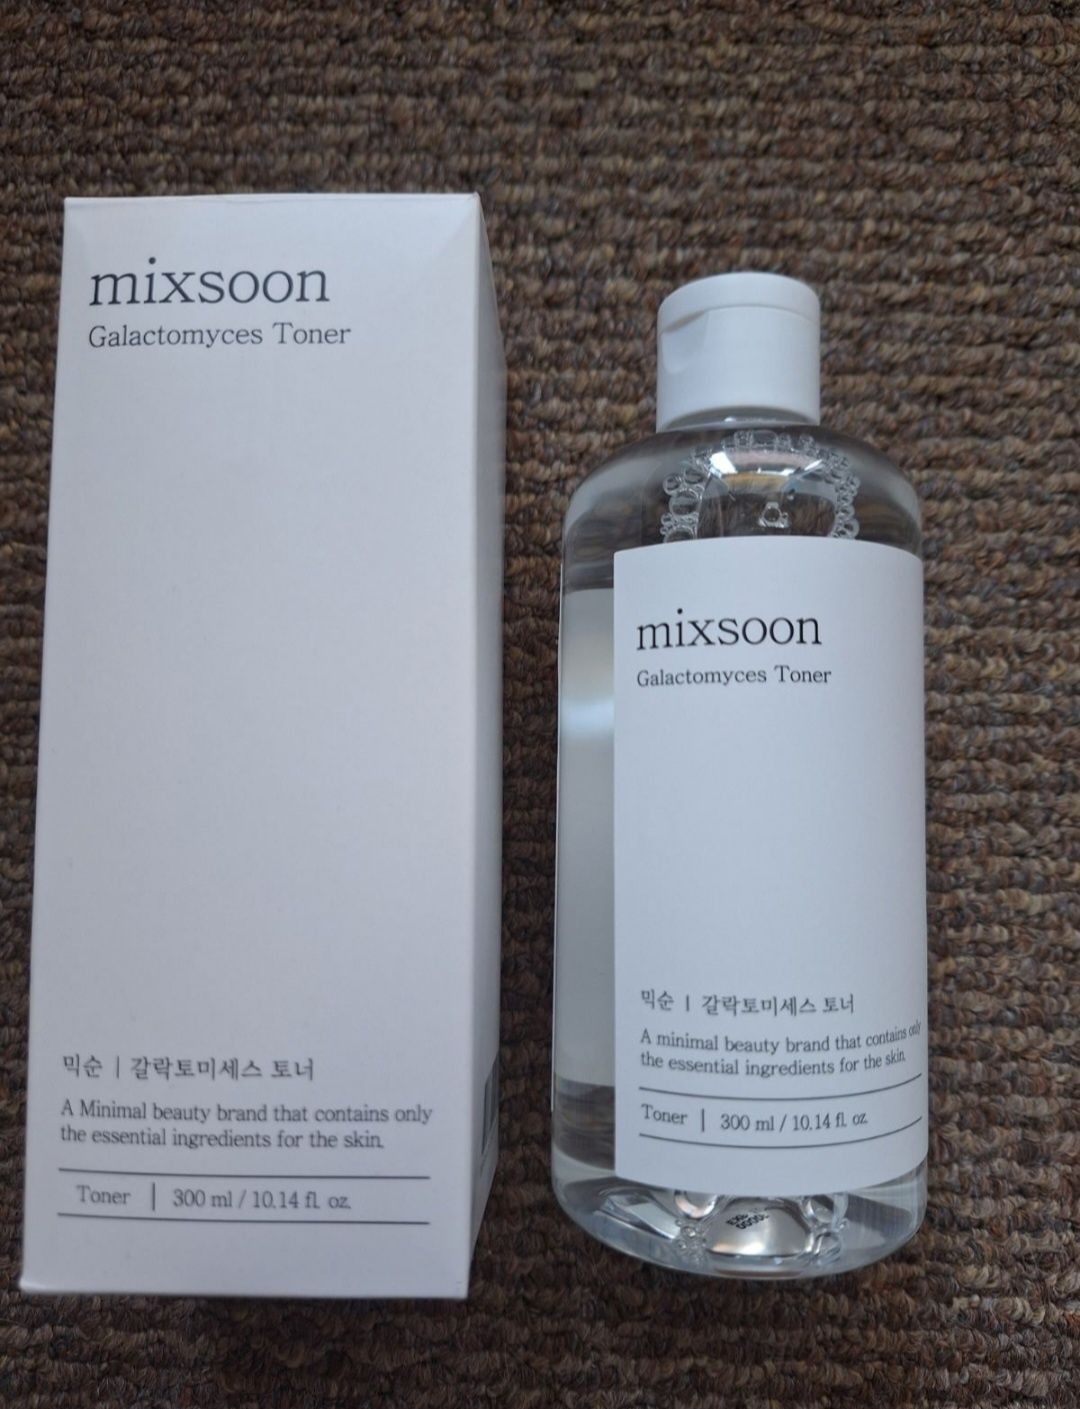 mixsoon
Galactomyces Toner
믹순 | 갈락토미세스 토너
A Minimal beauty brand that contains only
the essential ingredients for the skin.
Toner | 300 ml / 10.14 fl. oz.
mixsoon
Galactomyces Toner
믹순 | 갈락토미세스 토너
A minimal beauty brand that contains only
the essential ingredients for the skin.
Toner | 300 ml / 10.14 fl. oz.